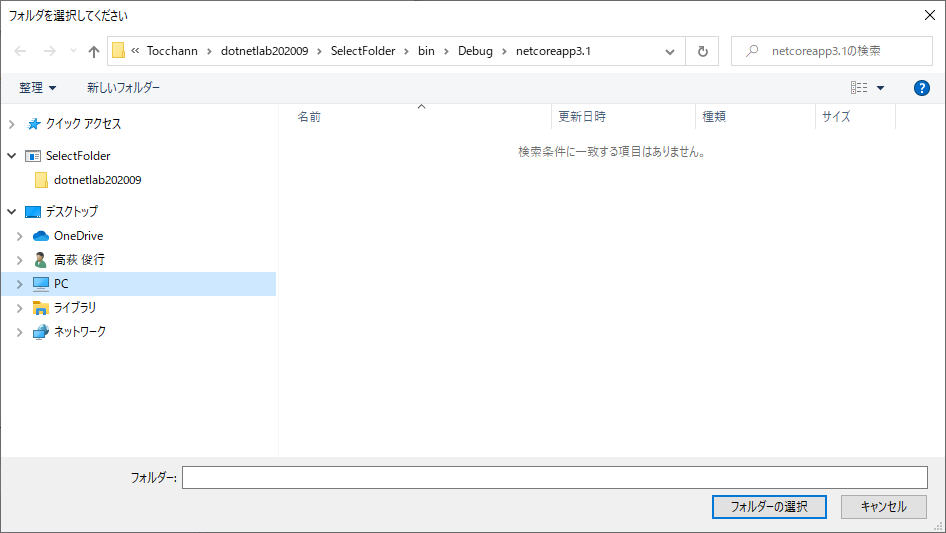 フォルダを選択してください
« Tocchann > dotnetlab202009 > SelectFolder > bin > Debug > netcoreapp3.1
netcoreapp3.1の検索
整理 新しいフォルダー
名前 更新日時 種類 サイズ
検索条件に一致する項目はありません。
クイック アクセス
SelectFolder
dotnetlab202009
デスクトップ
OneDrive
高萩 俊行
PC
ライブラリ
ネットワーク
フォルダー:
フォルダーの選択 キャンセル